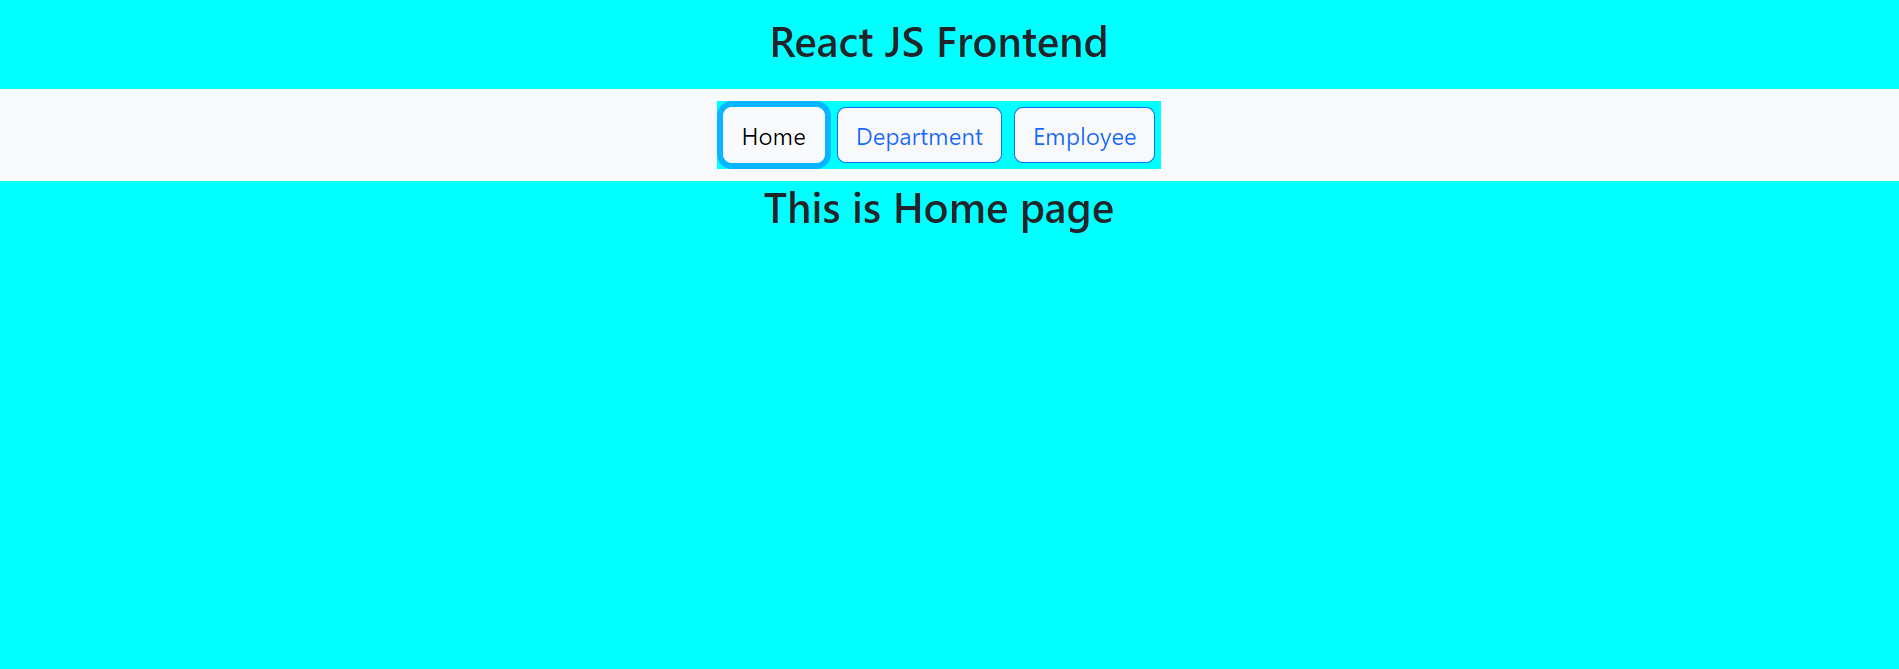 React JS Frontend
Home Department Employee
This is Home page